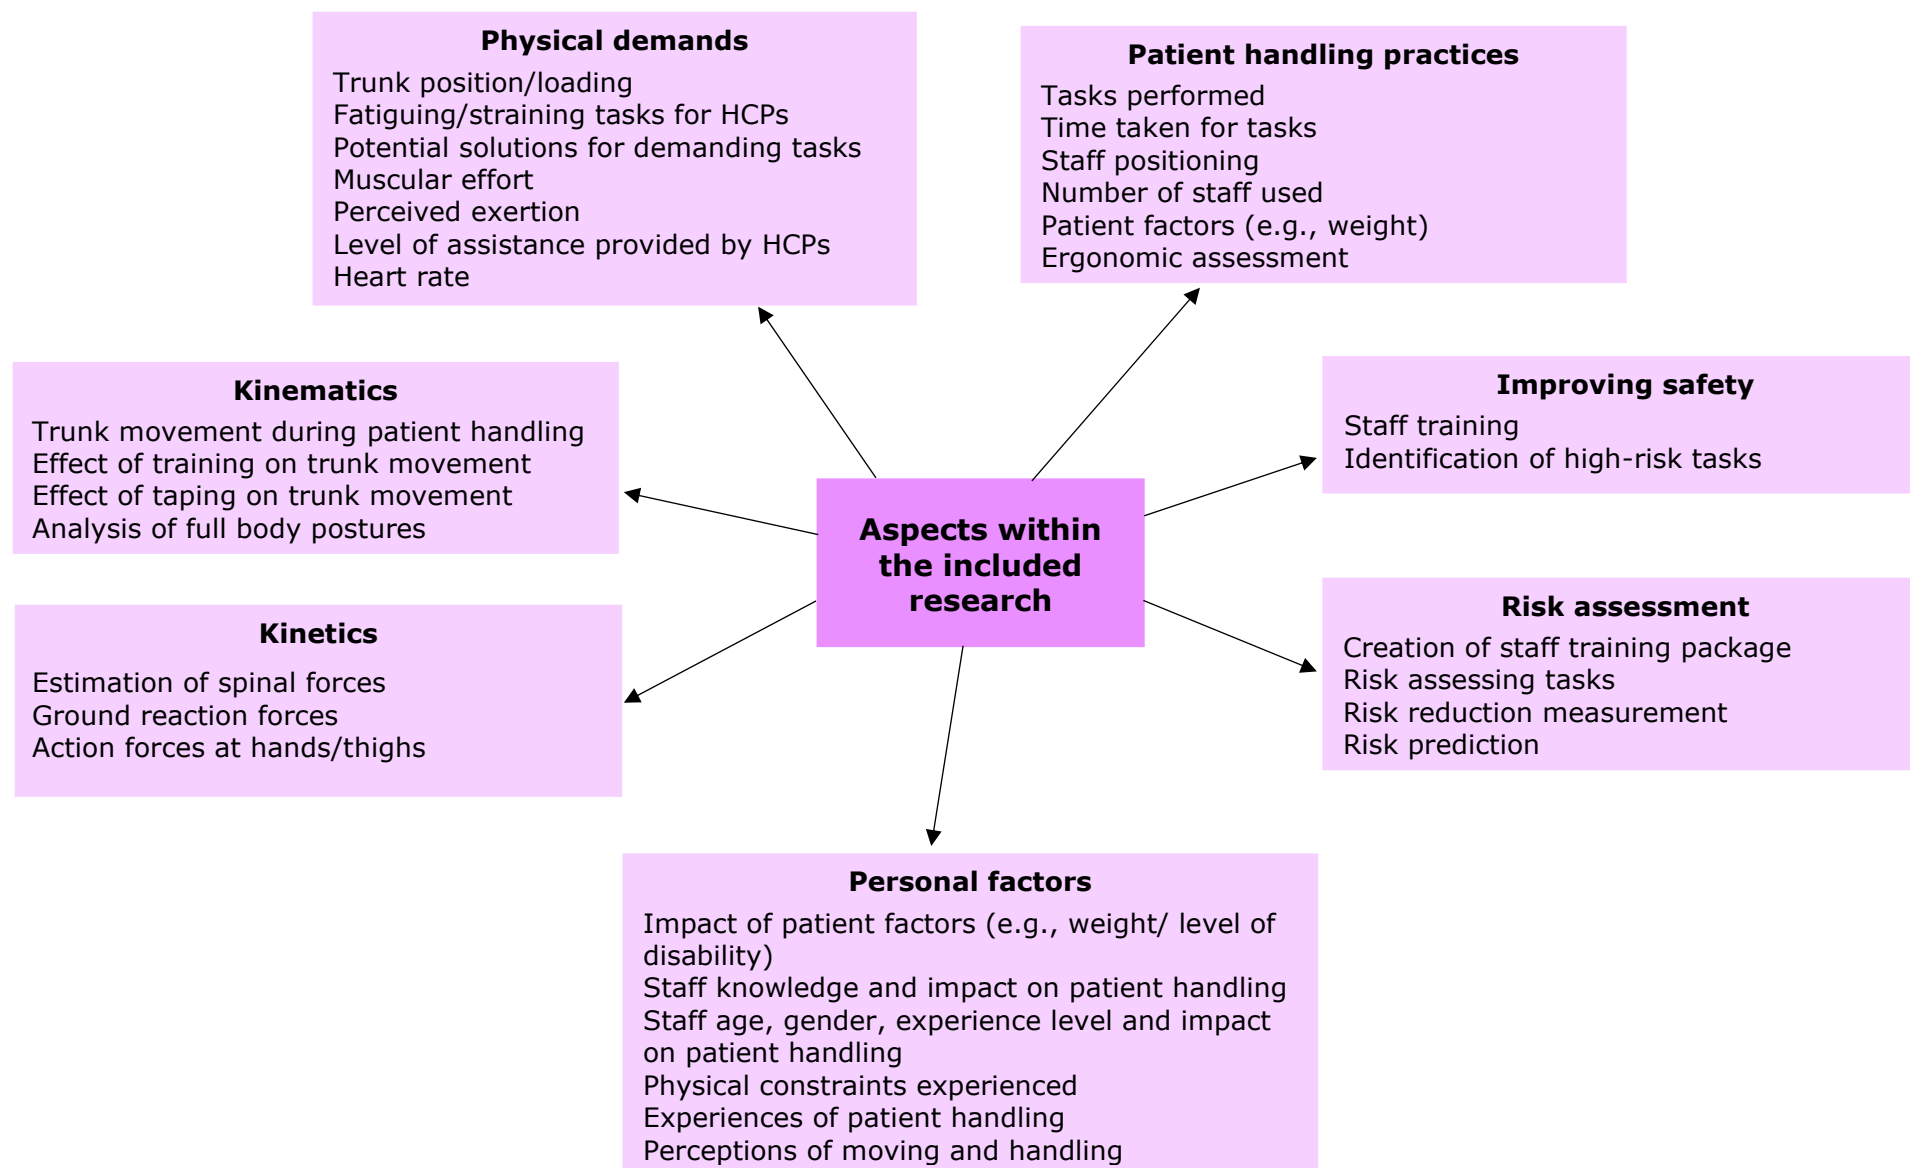 Physical demands
Trunk position/loading
Fatiguing/straining tasks for HCPs
Potential solutions for demanding tasks
Muscular effort
Perceived exertion
Level of assistance provided by HCPs
Heart rate
Patient handling practices
Tasks performed
Time taken for tasks
Staff positioning
Number of staff used
Patient factors (e.g., weight)
Ergonomic assessment
Kinematics
Trunk movement during patient handling
Effect of training on trunk movement
Effect of taping on trunk movement
Analysis of full body postures
Improving safety
Staff training
Identification of high-risk tasks
Aspects within
the included
research
Kinetics
Estimation of spinal forces
Ground reaction forces
Action forces at hands/thighs
Risk assessment
Creation of staff training package
Risk assessing tasks
Risk reduction measurement
Risk prediction
Personal factors
Impact of patient factors (e.g., weight/ level of
disability)
Staff knowledge and impact on patient handling
Staff age, gender, experience level and impact
on patient handling
Physical constraints experienced
Experiences of patient handling
Perceptions of moving and handling